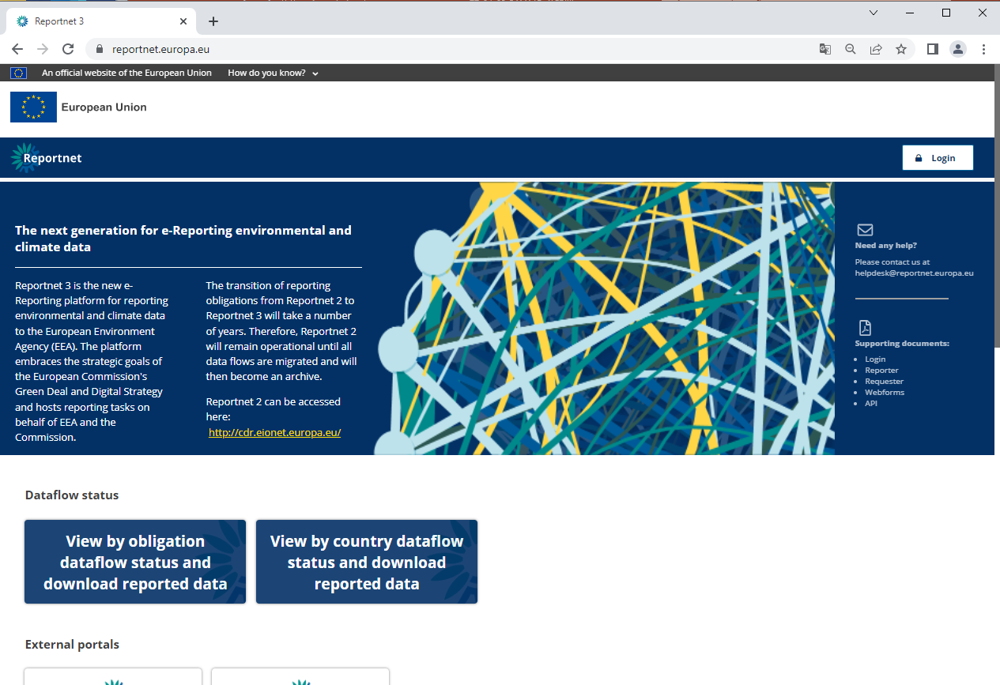 Reportnet 3
reportnet.europa.eu
An official website of the European Union How do you know?
European Union
Reportnet
Login
The next generation for e-Reporting environmental and
climate data
Reportnet 3 is the new e-
Reporting platform for reporting
environmental and climate data
to the European Environment
Agency (EEA). The platform
embraces the strategic goals of
the European Commission's
Green Deal and Digital Strategy
and hosts reporting tasks on
behalf of EEA and the
Commission.
The transition of reporting
obligations from Reportnet 2 to
Reportnet 3 will take a number
of years. Therefore, Reportnet 2
will remain operational until all
data flows are migrated and will
then become an archive.
Reportnet 2 can be accessed
here:
http://cdr.eionet.europa.eu/
Need any help?
Please contact us at
helpdesk@reportnet.europa.eu
Supporting documents:
Login
Reporter
Requester
Webforms
API
Dataflow status
View by obligation
dataflow status and
download reported data
View by country dataflow
status and download
reported data
External portals